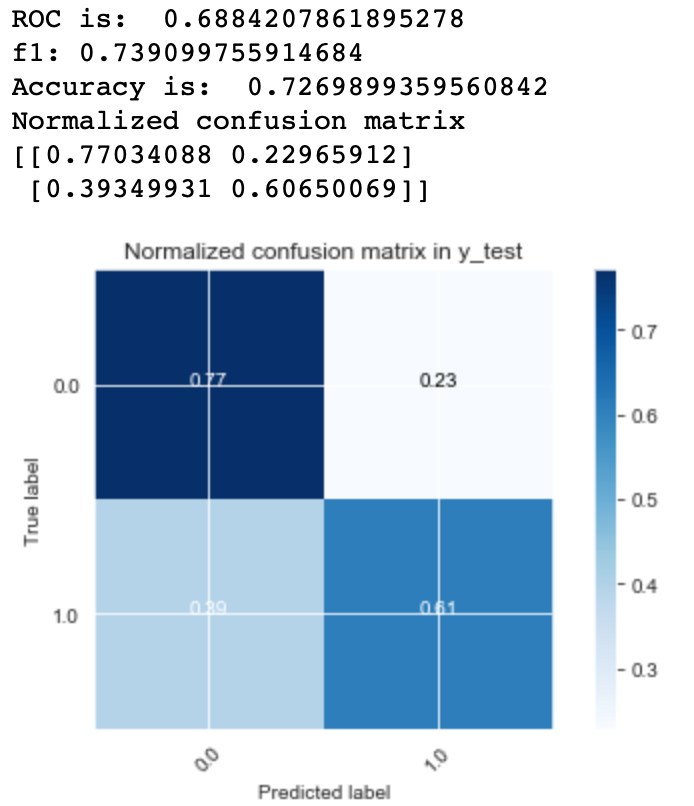 ROC is:  0.6884207861895278
f1: 0.739099755914684
Accuracy is:  0.7269899359560842
Normalized confusion matrix
[[0.77034088 0.22965912]
 [0.39349931 0.60650069]]
Normalized confusion matrix in y_test
0.77 0.23
0.39 0.61
0.0
1.0
True label
0.0 1.0
Predicted label
0.7
0.6
0.5
0.4
0.3